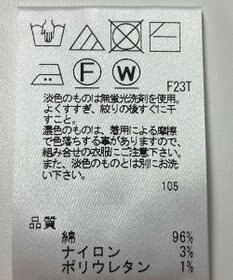 F W
F23T
淡色のものは無蛍光洗剤を使用。
よくすすぎ、絞りの後すぐに干
すこと。
濃色のものは、着用による摩擦
で色落ちする事がありますので、
組み合せの衣服にご注意下さい。
また、淡色のものとは別にお洗
い下さい。
105
品質
綿 96%
ナイロン 3%
ポリウレタン 1%